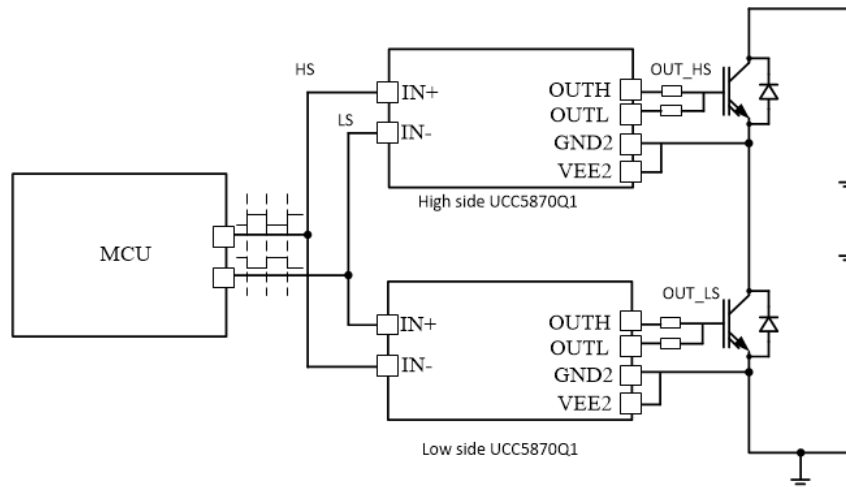 HS
IN+
OUTH
OUT_HS
OUTL
LS
IN-
GND2
VEE2
High side UCC5870Q1
MCU
OUT_LS
IN+
OUTH
OUTL
IN-
GND2
VEE2
Low side UCC5870Q1